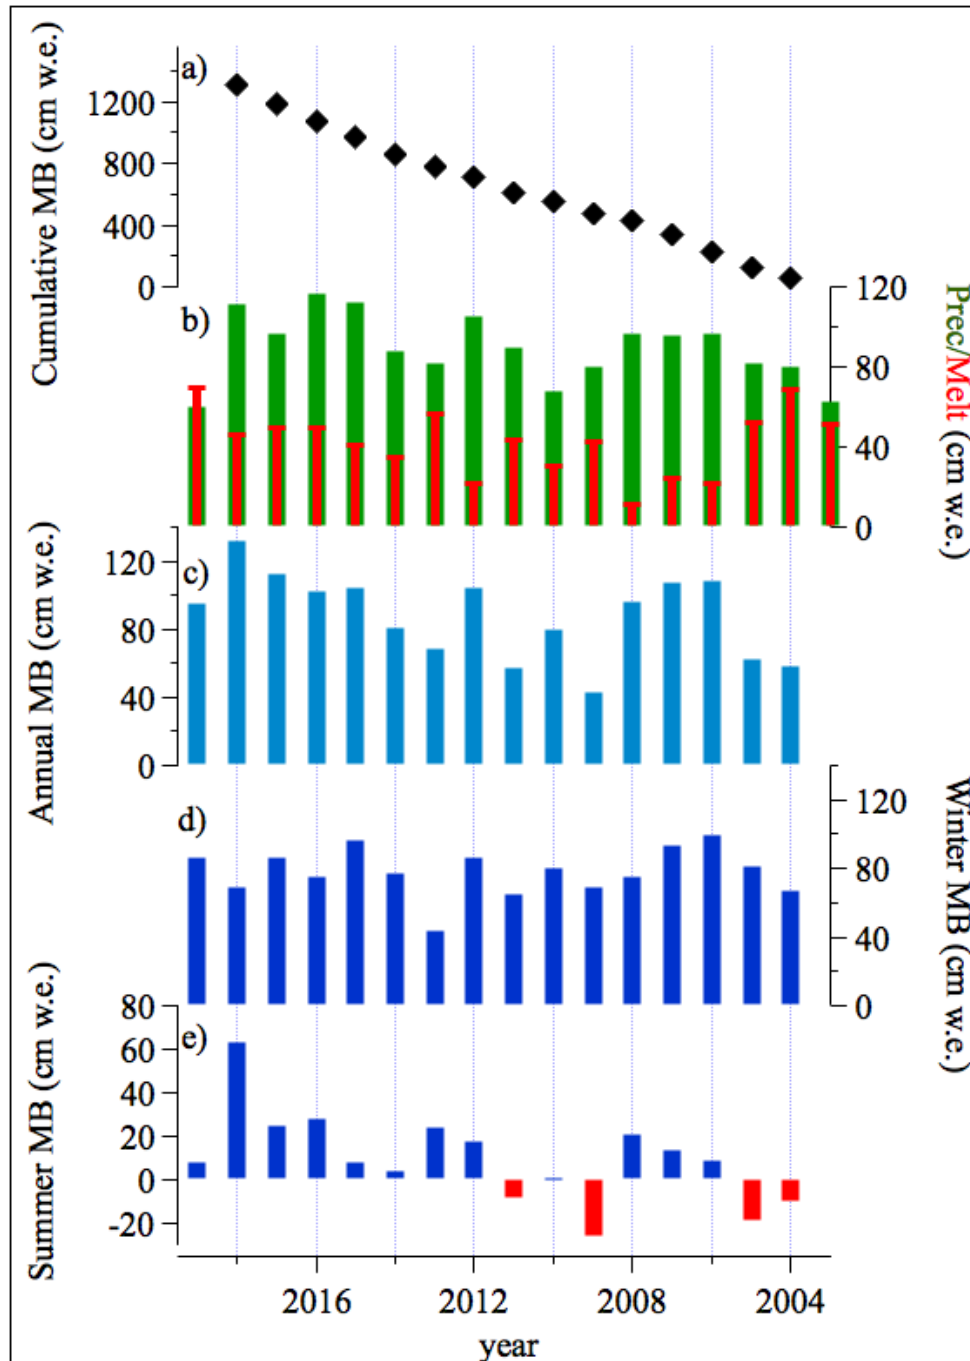 a)
Cumulative MB (cm w.e.)
1200
800
400
0
b)
120
80
40
0
Prec/Melt (cm w.e.)
c)
Annual MB (cm w.e.)
120
80
40
0
d)
120
80
40
0
Winter MB (cm w.e.)
e)
Summer MB (cm w.e.)
80
60
40
20
0
-20
2016 2012 2008 2004
year